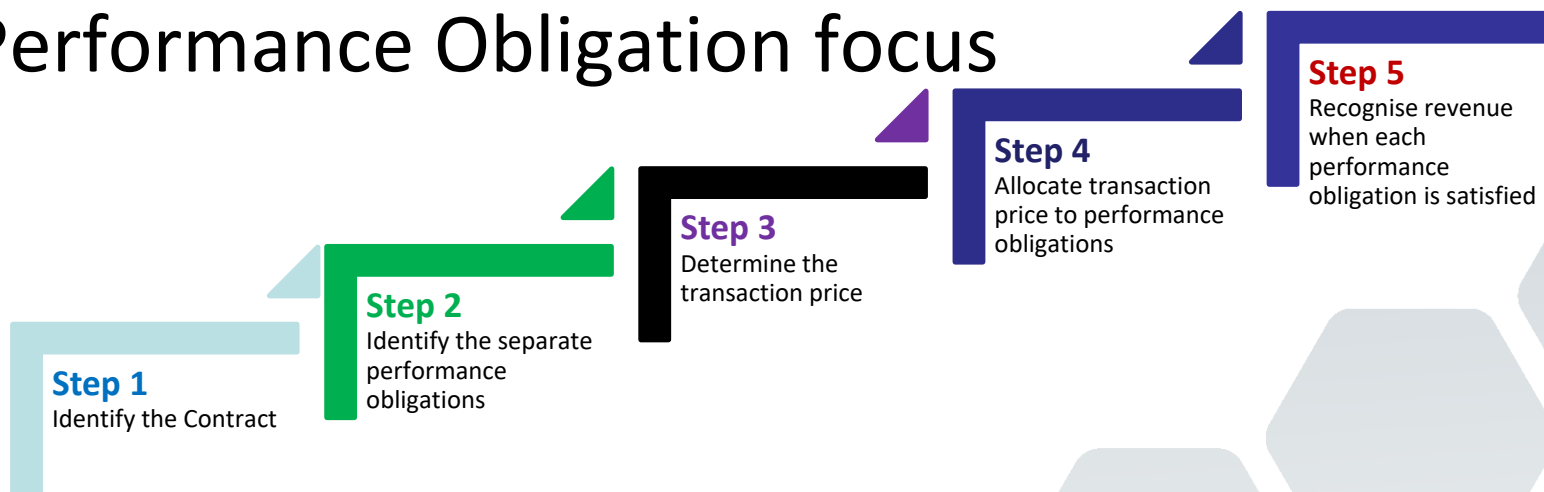 Performance Obligation focus
Step 1
Identify the Contract
Step 2
Identify the separate
performance
obligations
Step 3
Determine the
transaction price
Step 4
Allocate transaction
price to performance
obligations
Step 5
Recognise revenue
when each
performance
obligation is satisfied